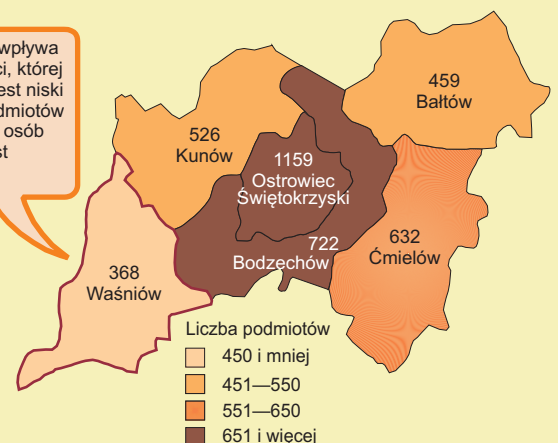 wpływa
ci, której
est niski
dmiotów
osób
st
459
Bałtów
526
Kunów
1159
Ostrowiec
Świętokrzyski
722
Bodzęchów
632
Ćmielów
368
Waśniów
Liczba podmiotów
450 i mniej
451—550
551—650
651 i więcej